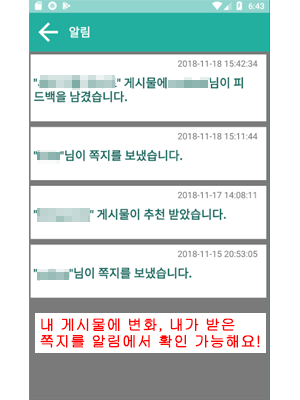 6:43
알림
2018-11-18 15:42:34
" " 게시물에 님이 피
드백을 남겼습니다.
2018-11-18 15:11:44
" "님이 쪽지를 보냈습니다.
2018-11-17 14:08:11
" " 게시물이 추천 받았습니다.
2018-11-15 20:53:05
" "님이 쪽지를 보냈습니다.
내 게시물에 변화, 내가 받은
쪽지를 알림에서 확인 가능해요!